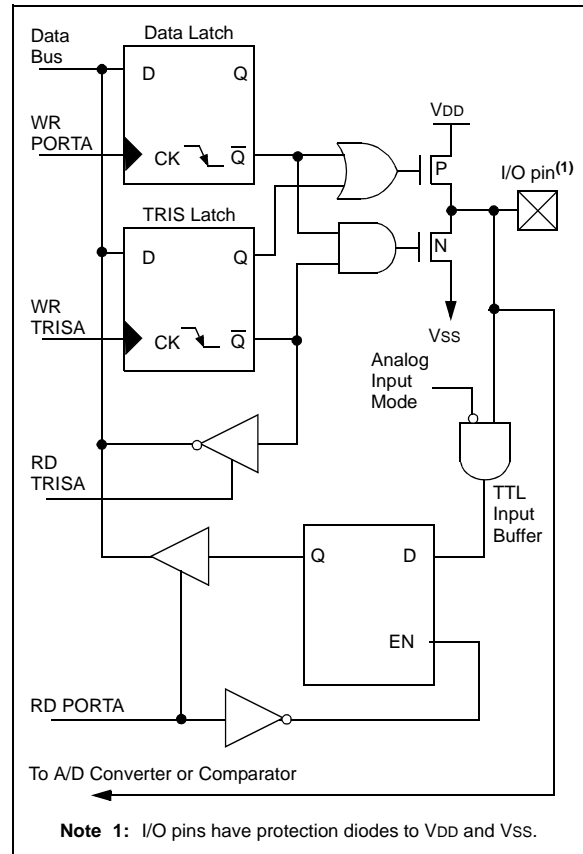 Data Latch
Data
Bus
D
Q
VDD
WR
PORTA
CK
Q
P
I/O pin(1)
TRIS Latch
D
Q
N
WR
TRISA
CK
Q
VSS
Analog
Input
Mode
RD
TRISA
TTL
Input
Buffer
Q
D
EN
RD PORTA
To A/D Converter or Comparator
Note 1: I/O pins have protection diodes to VDD and VSS.